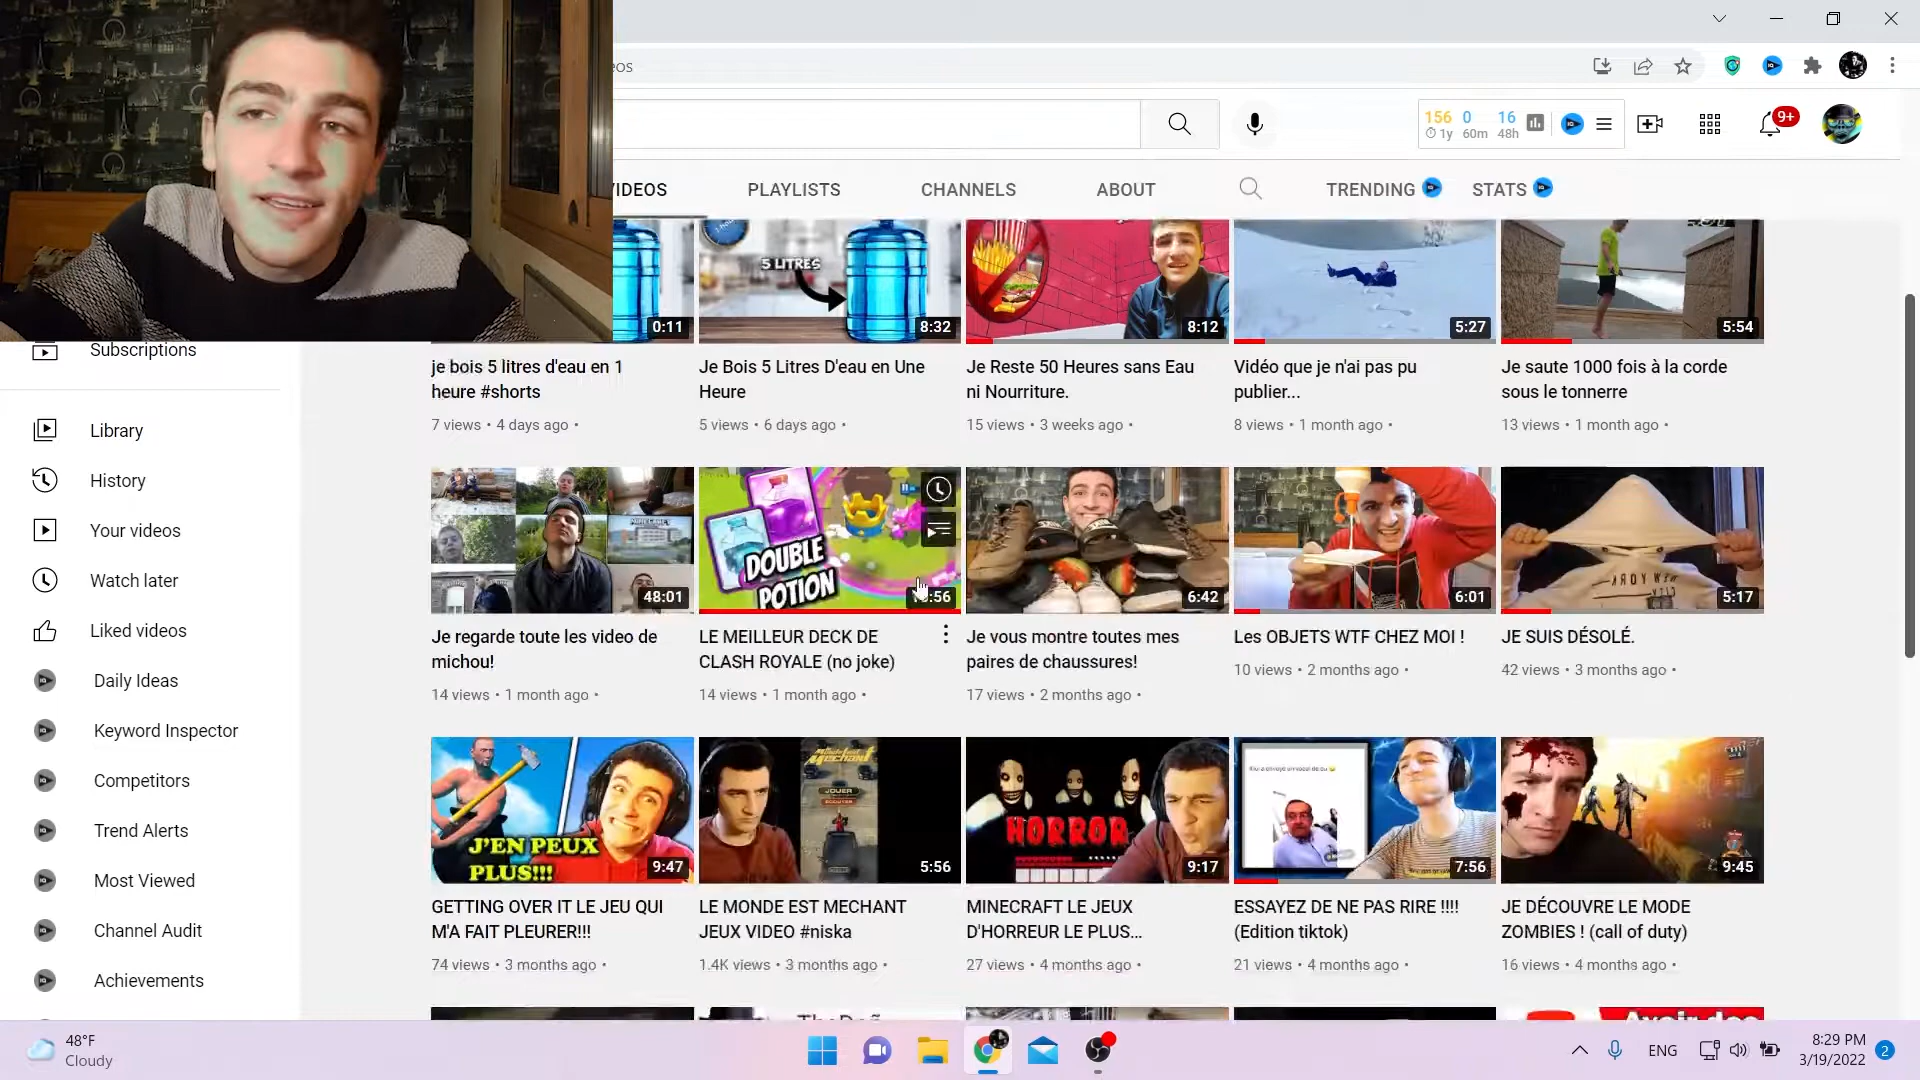 eos
156 0 16
1y 60m 48h
9+
VIDEOS PLAYLISTS CHANNELS ABOUT TRENDING STATS
5 LITRES
0:11
8:32
8:12
5:27
5:54
Subscriptions
Library
History
Your videos
Watch later
Liked videos
Daily Ideas
Keyword Inspector
Competitors
Trend Alerts
Most Viewed
Channel Audit
Achievements
je bois 5 litres d'eau en 1
heure #shorts
7 views • 4 days ago •
Je Bois 5 Litres D'eau en Une
Heure
5 views • 6 days ago •
Je Reste 50 Heures sans Eau
ni Nourriture.
15 views • 3 weeks ago •
Vidéo que je n'ai pas pu
publier...
8 views • 1 month ago •
Je saute 1000 fois à la corde
sous le tonnerre
13 views • 1 month ago •
48:01
DOUBLE
POTION
:56
6:42
6:01
5:17
Je regarde toute les video de
michou!
14 views • 1 month ago •
LE MEILLEUR DECK DE
CLASH ROYALE (no joke)
14 views • 1 month ago •
Je vous montre toutes mes
paires de chaussures!
17 views • 2 months ago •
Les OBJETS WTF CHEZ MOI !
10 views • 2 months ago •
JE SUIS DÉSOLÉ.
42 views • 3 months ago •
J'EN PEUX
PLUS!!!
9:47
JOUER
5:56
HORROR
9:17
7:56
9:45
GETTING OVER IT LE JEU QUI
M'A FAIT PLEURER!!!
74 views • 3 months ago •
LE MONDE EST MECHANT
JEUX VIDEO #niska
1.4K views • 3 months ago •
MINECRAFT LE JEUX
D'HORREUR LE PLUS...
27 views • 4 months ago •
ESSAYEZ DE NE PAS RIRE !!!!
(Edition tiktok)
21 views • 4 months ago •
JE DÉCOUVRE LE MODE
ZOMBIES ! (call of duty)
16 views • 4 months ago •
48°F
Cloudy
ENG
8:29 PM
3/19/2022
2